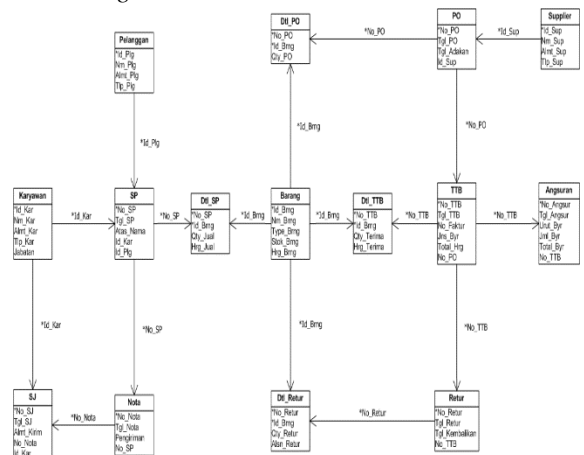 Dtl_PO
*No_PO
*Id_Brng
Qty_PO
*No_PO
PO
*No_PO
Tgl_PO
Tgl_Adakan
Id_Sup
*Id_Sup
Supplier
*Id_Sup
Nm_Sup
Almt_Sup
Tlp_Sup
Pelanggan
*Id_Plg
Nm_Plg
Almt_Plg
Tlp_Plg
*Id_Brng
*No_PO
*Id_Plg
Karyawan
*Id_Kar
Nm_Kar
Almt_Kar
Tlp_Kar
Jabatan
*Id_Kar
SP
*No_SP
Tgl_SP
Atas_Nama
Id_Kar
Id_Plg
*No_SP
Dtl_SP
*No_SP
*Id_Brng
Qty_Jual
Hrg_Jual
*Id_Brng
Barang
*Id_Brng
Nm_Brng
Type_Brng
Stok_Brng
Hrg_Brng
*Id_Brng
Dtl_TTB
*No_TTB
*Id_Brng
Qty_Terima
Hrg_Terima
*No_TTB
TTB
*No_TTB
Tgl_TTB
No_Faktur
Jns_Byr
Total_Hrg
No_PO
*No_TTB
Angsuran
*No_Angsur
Tgl_Angsur
Urut_Byr
Jml_Byr
Total_Byr
No_TTB
*Id_Kar
*No_SP
*Id_Brng
*No_TTB
SJ
*No_SJ
Tgl_SJ
Almt_Kirim
No_Nota
Id_Kar
*No_Nota
Nota
*No_Nota
Tgl_Nota
Pengiriman
No_SP
Dtl_Retur
*No_Retur
*Id_Brng
Qty_Retur
Alsn_Retur
*No_Retur
Retur
*No_Retur
Tgl_Retur
Tgl_Kembalikan
No_TTB